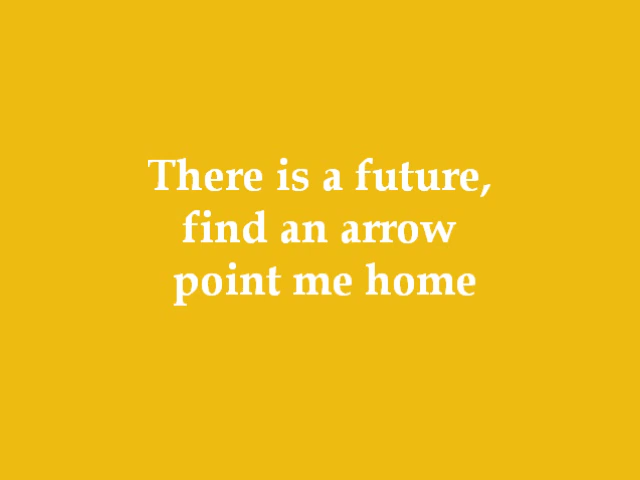 There is a future,
find an arrow
point me home